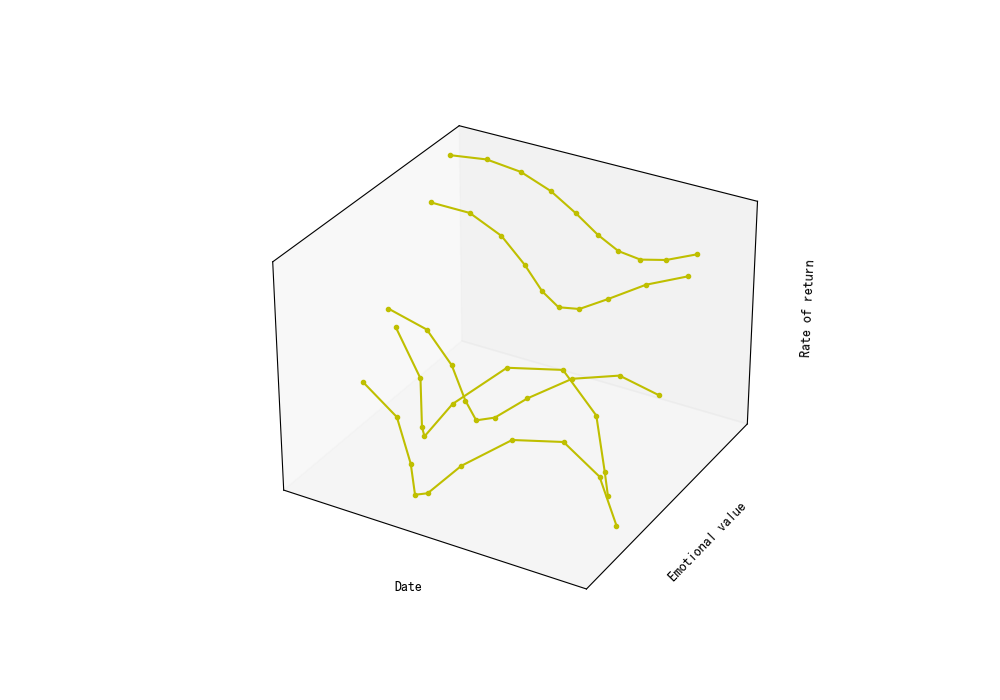 Rate of return
Emotional value
Date